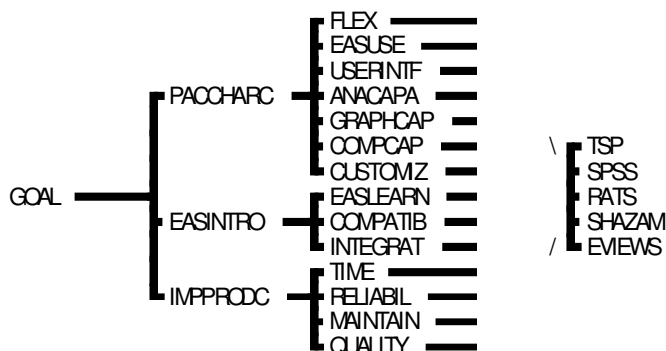 FLEX
EASUSE
USERINTF
PACCHARC
ANACAPA
GRAPHCAP
COMPCAP
\ TSP
CUSTOMIZ
SPSS
GOAL
EASLEARN
RATS
EASINTRO
COMPATIB
SHAZAM
INTEGRAT
/ EVIEWS
TIME
IMPPRODC
RELIABIL
MAINTAIN
QUALITY